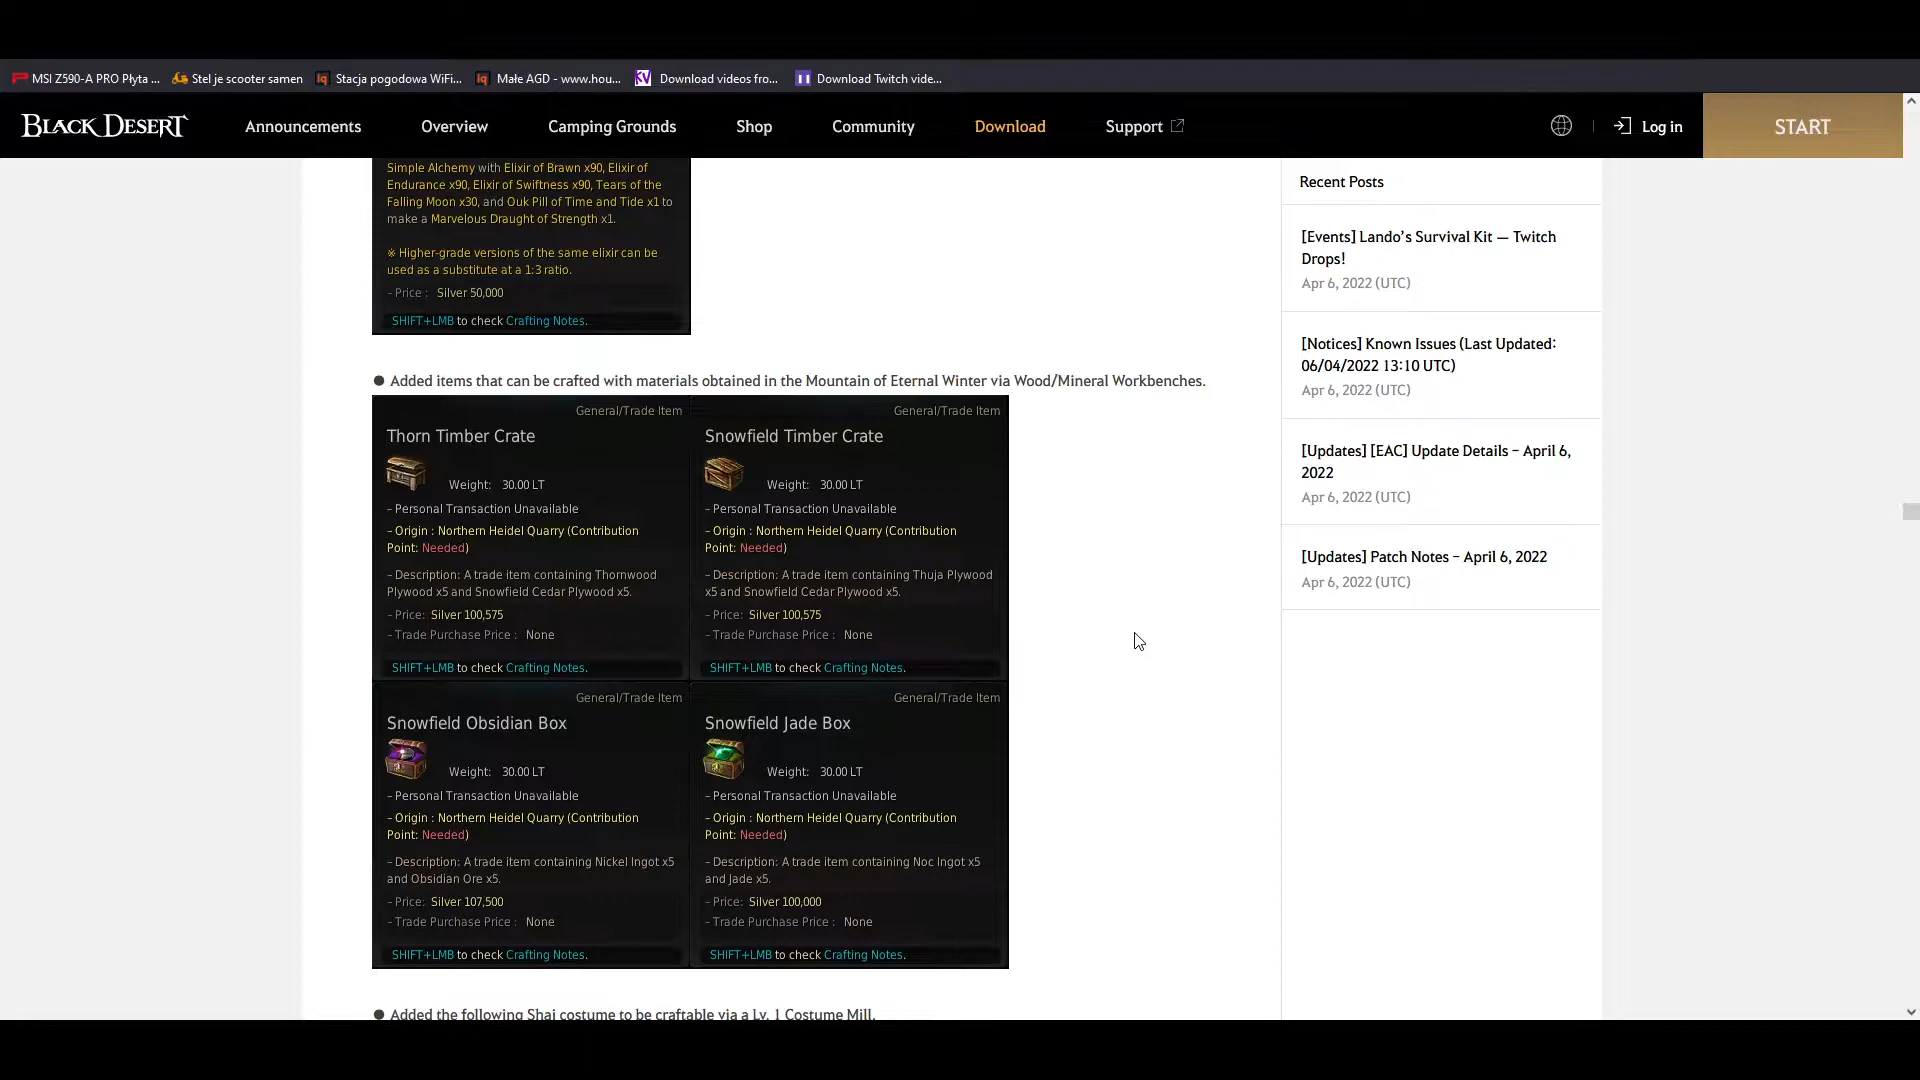 MSI Z590-A PRO Płyta ...
Stel je scooter samen
Stacja pogodowa WiFi...
Małe AGD - www.hou...
Download videos fro...
Download Twitch vide...
BLACK DESERT
Announcements
Overview
Camping Grounds
Shop
Community
Download
Support
Log in
START
Simple Alchemy with Elixir of Brawn x90, Elixir of
Endurance x90, Elixir of Swiftness x90, Tears of the
Falling Moon x30, and Ouk Pill of Time and Tide x1 to
make a Marvelous Draught of Strength x1.
※ Higher-grade versions of the same elixir can be
used as a substitute at a 1:3 ratio.
- Price : Silver 50,000
SHIFT+LMB to check Crafting Notes.
● Added items that can be crafted with materials obtained in the Mountain of Eternal Winter via Wood/Mineral Workbenches.
General/Trade Item
Thorn Timber Crate
Weight: 30.00 LT
- Personal Transaction Unavailable
- Origin : Northern Heidel Quarry (Contribution
Point: Needed)
- Description: A trade item containing Thornwood
Plywood x5 and Snowfield Cedar Plywood x5.
- Price: Silver 100,575
- Trade Purchase Price : None
SHIFT+LMB to check Crafting Notes.
General/Trade Item
Snowfield Timber Crate
Weight: 30.00 LT
- Personal Transaction Unavailable
- Origin : Northern Heidel Quarry (Contribution
Point: Needed)
- Description: A trade item containing Thuja Plywood
x5 and Snowfield Cedar Plywood x5.
- Price: Silver 100,575
- Trade Purchase Price : None
SHIFT+LMB to check Crafting Notes.
General/Trade Item
Snowfield Obsidian Box
Weight: 30.00 LT
- Personal Transaction Unavailable
- Origin : Northern Heidel Quarry (Contribution
Point: Needed)
- Description: A trade item containing Nickel Ingot x5
and Obsidian Ore x5.
- Price: Silver 107,500
- Trade Purchase Price : None
SHIFT+LMB to check Crafting Notes.
General/Trade Item
Snowfield Jade Box
Weight: 30.00 LT
- Personal Transaction Unavailable
- Origin : Northern Heidel Quarry (Contribution
Point: Needed)
- Description: A trade item containing Noc Ingot x5
and Jade x5.
- Price: Silver 100,000
- Trade Purchase Price : None
SHIFT+LMB to check Crafting Notes.
● Added the following Shai costume to be craftable via a Lv. 1 Costume Mill.
Recent Posts
[Events] Lando’s Survival Kit — Twitch
Drops!
Apr 6, 2022 (UTC)
[Notices] Known Issues (Last Updated:
06/04/2022 13:10 UTC)
Apr 6, 2022 (UTC)
[Updates] [EAC] Update Details - April 6,
2022
Apr 6, 2022 (UTC)
[Updates] Patch Notes - April 6, 2022
Apr 6, 2022 (UTC)